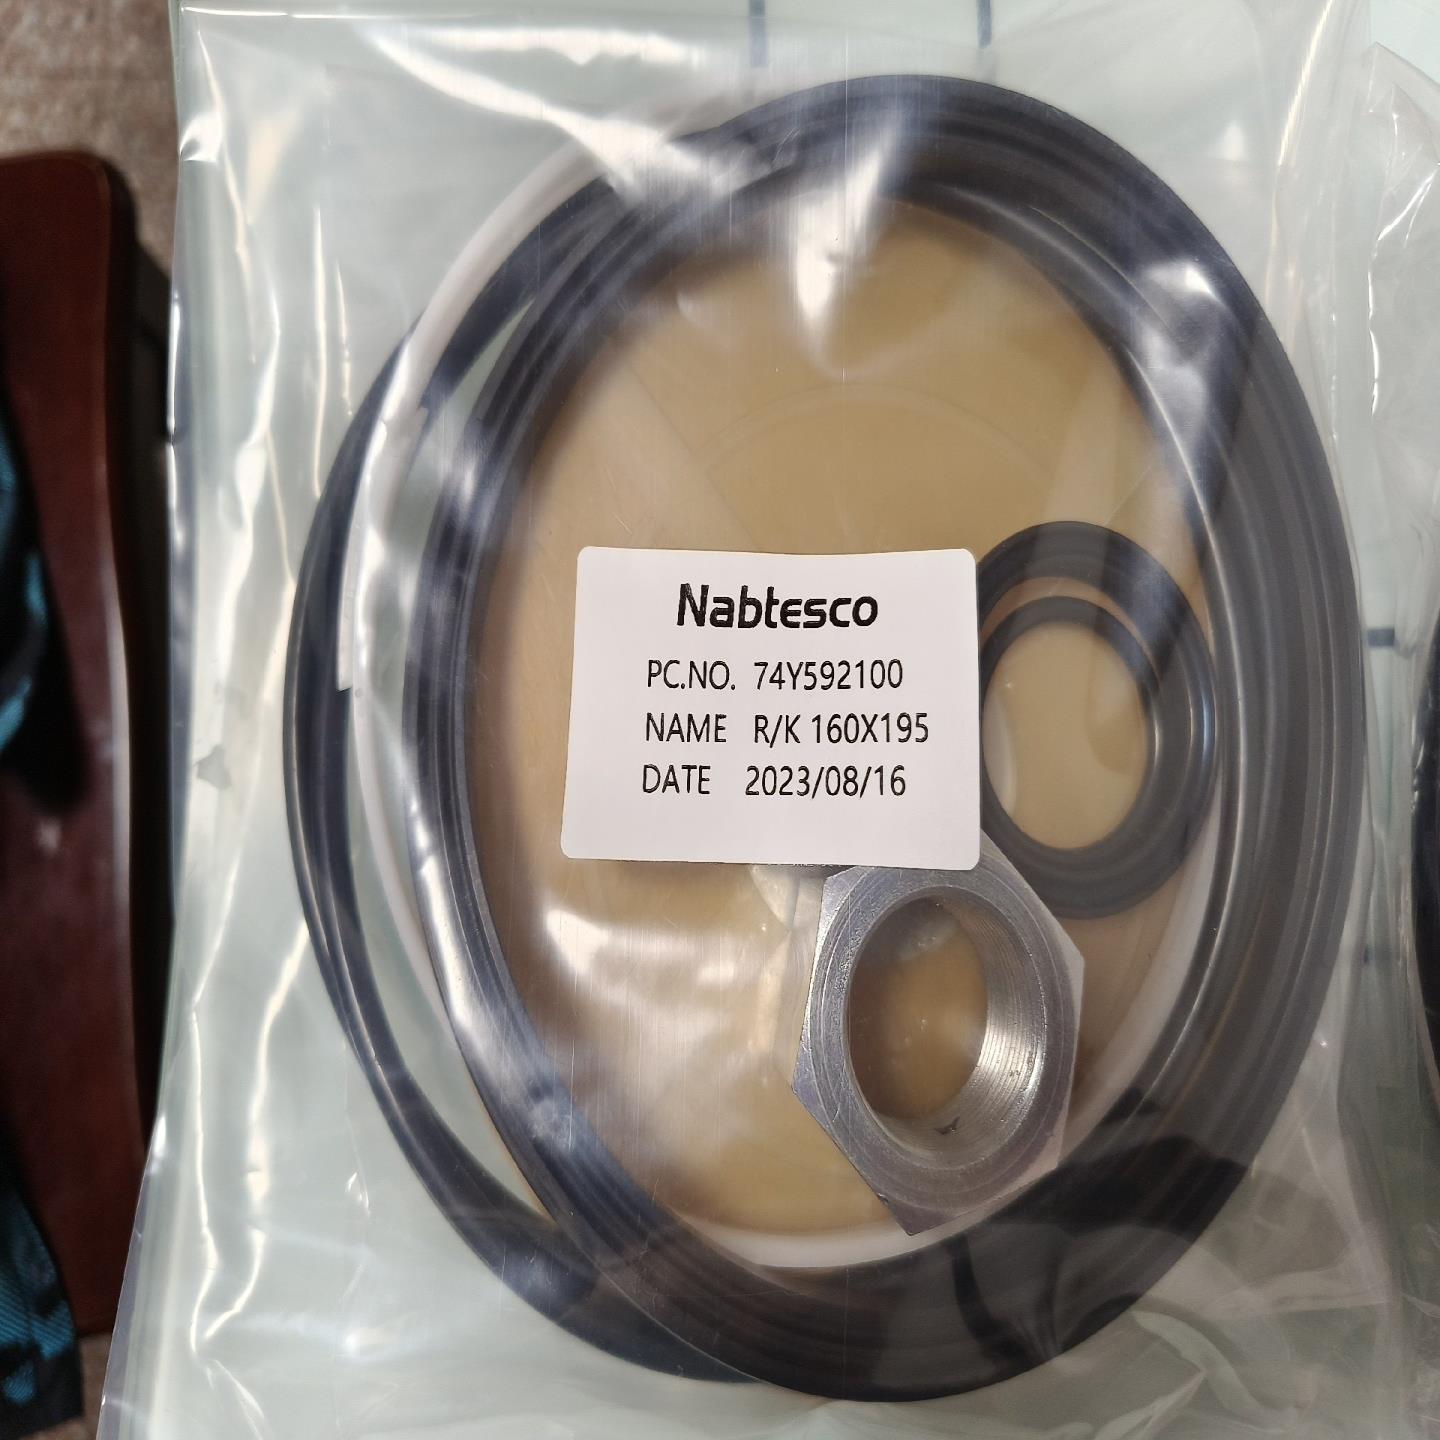 Nabtesco
PC.NO. 74Y592100
NAME R/K 160X195
DATE 2023/08/16